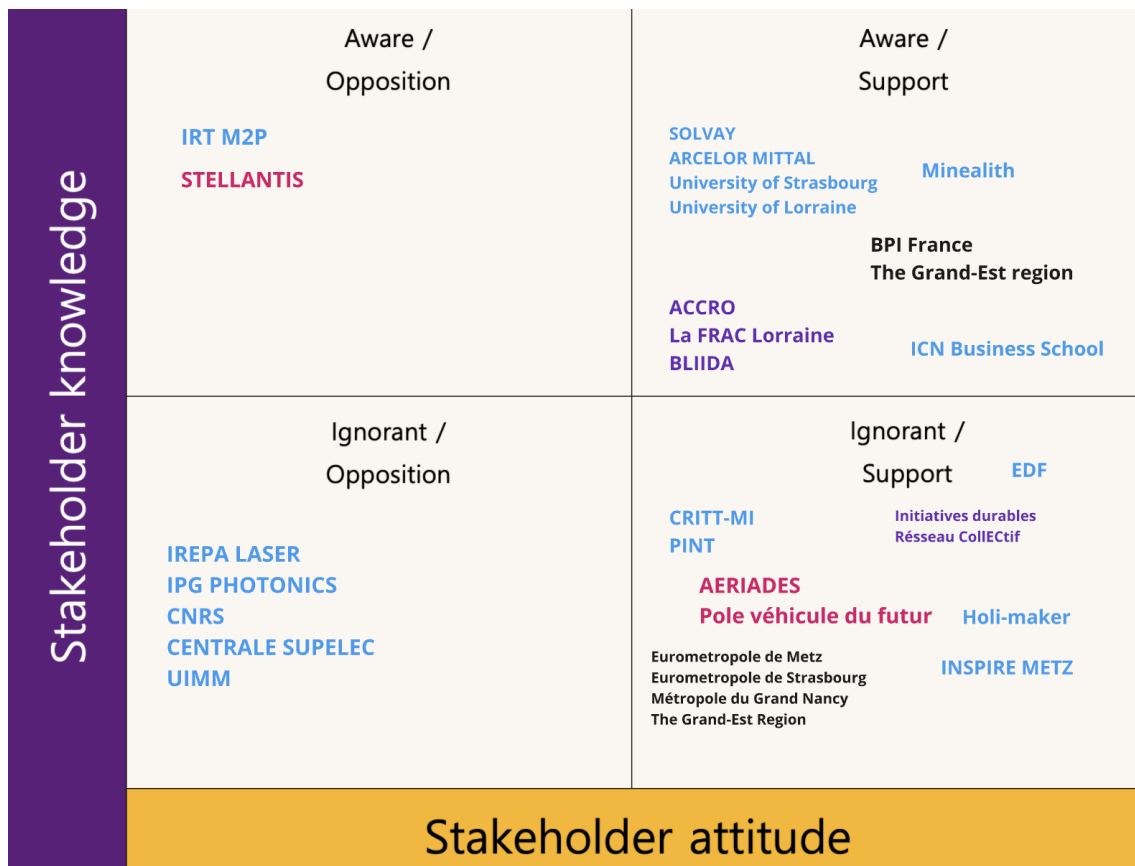 Stakeholder knowledge
Aware /
Opposition
IRT M2P
STELLANTIS
Aware /
Support
SOLVAY
ARCELOR MITTAL
University of Strasbourg
University of Lorraine
Minealith
BPI France
The Grand-Est region
ACCRO
La FRAC Lorraine
BLIIDA
ICN Business School
Ignorant /
Opposition
IREPA LASER
IPG PHOTONICS
CNRS
CENTRALE SUPELEC
UIMM
Ignorant /
Support
EDF
CRITT-MI
PINT
Initiatives durables
Résseau CollECtif
AERIADES
Pole véhicule du futur
Holi-maker
Eurometropole de Metz
Eurometropole de Strasbourg
Métropole du Grand Nancy
The Grand-Est Region
INSPIRE METZ
Stakeholder attitude